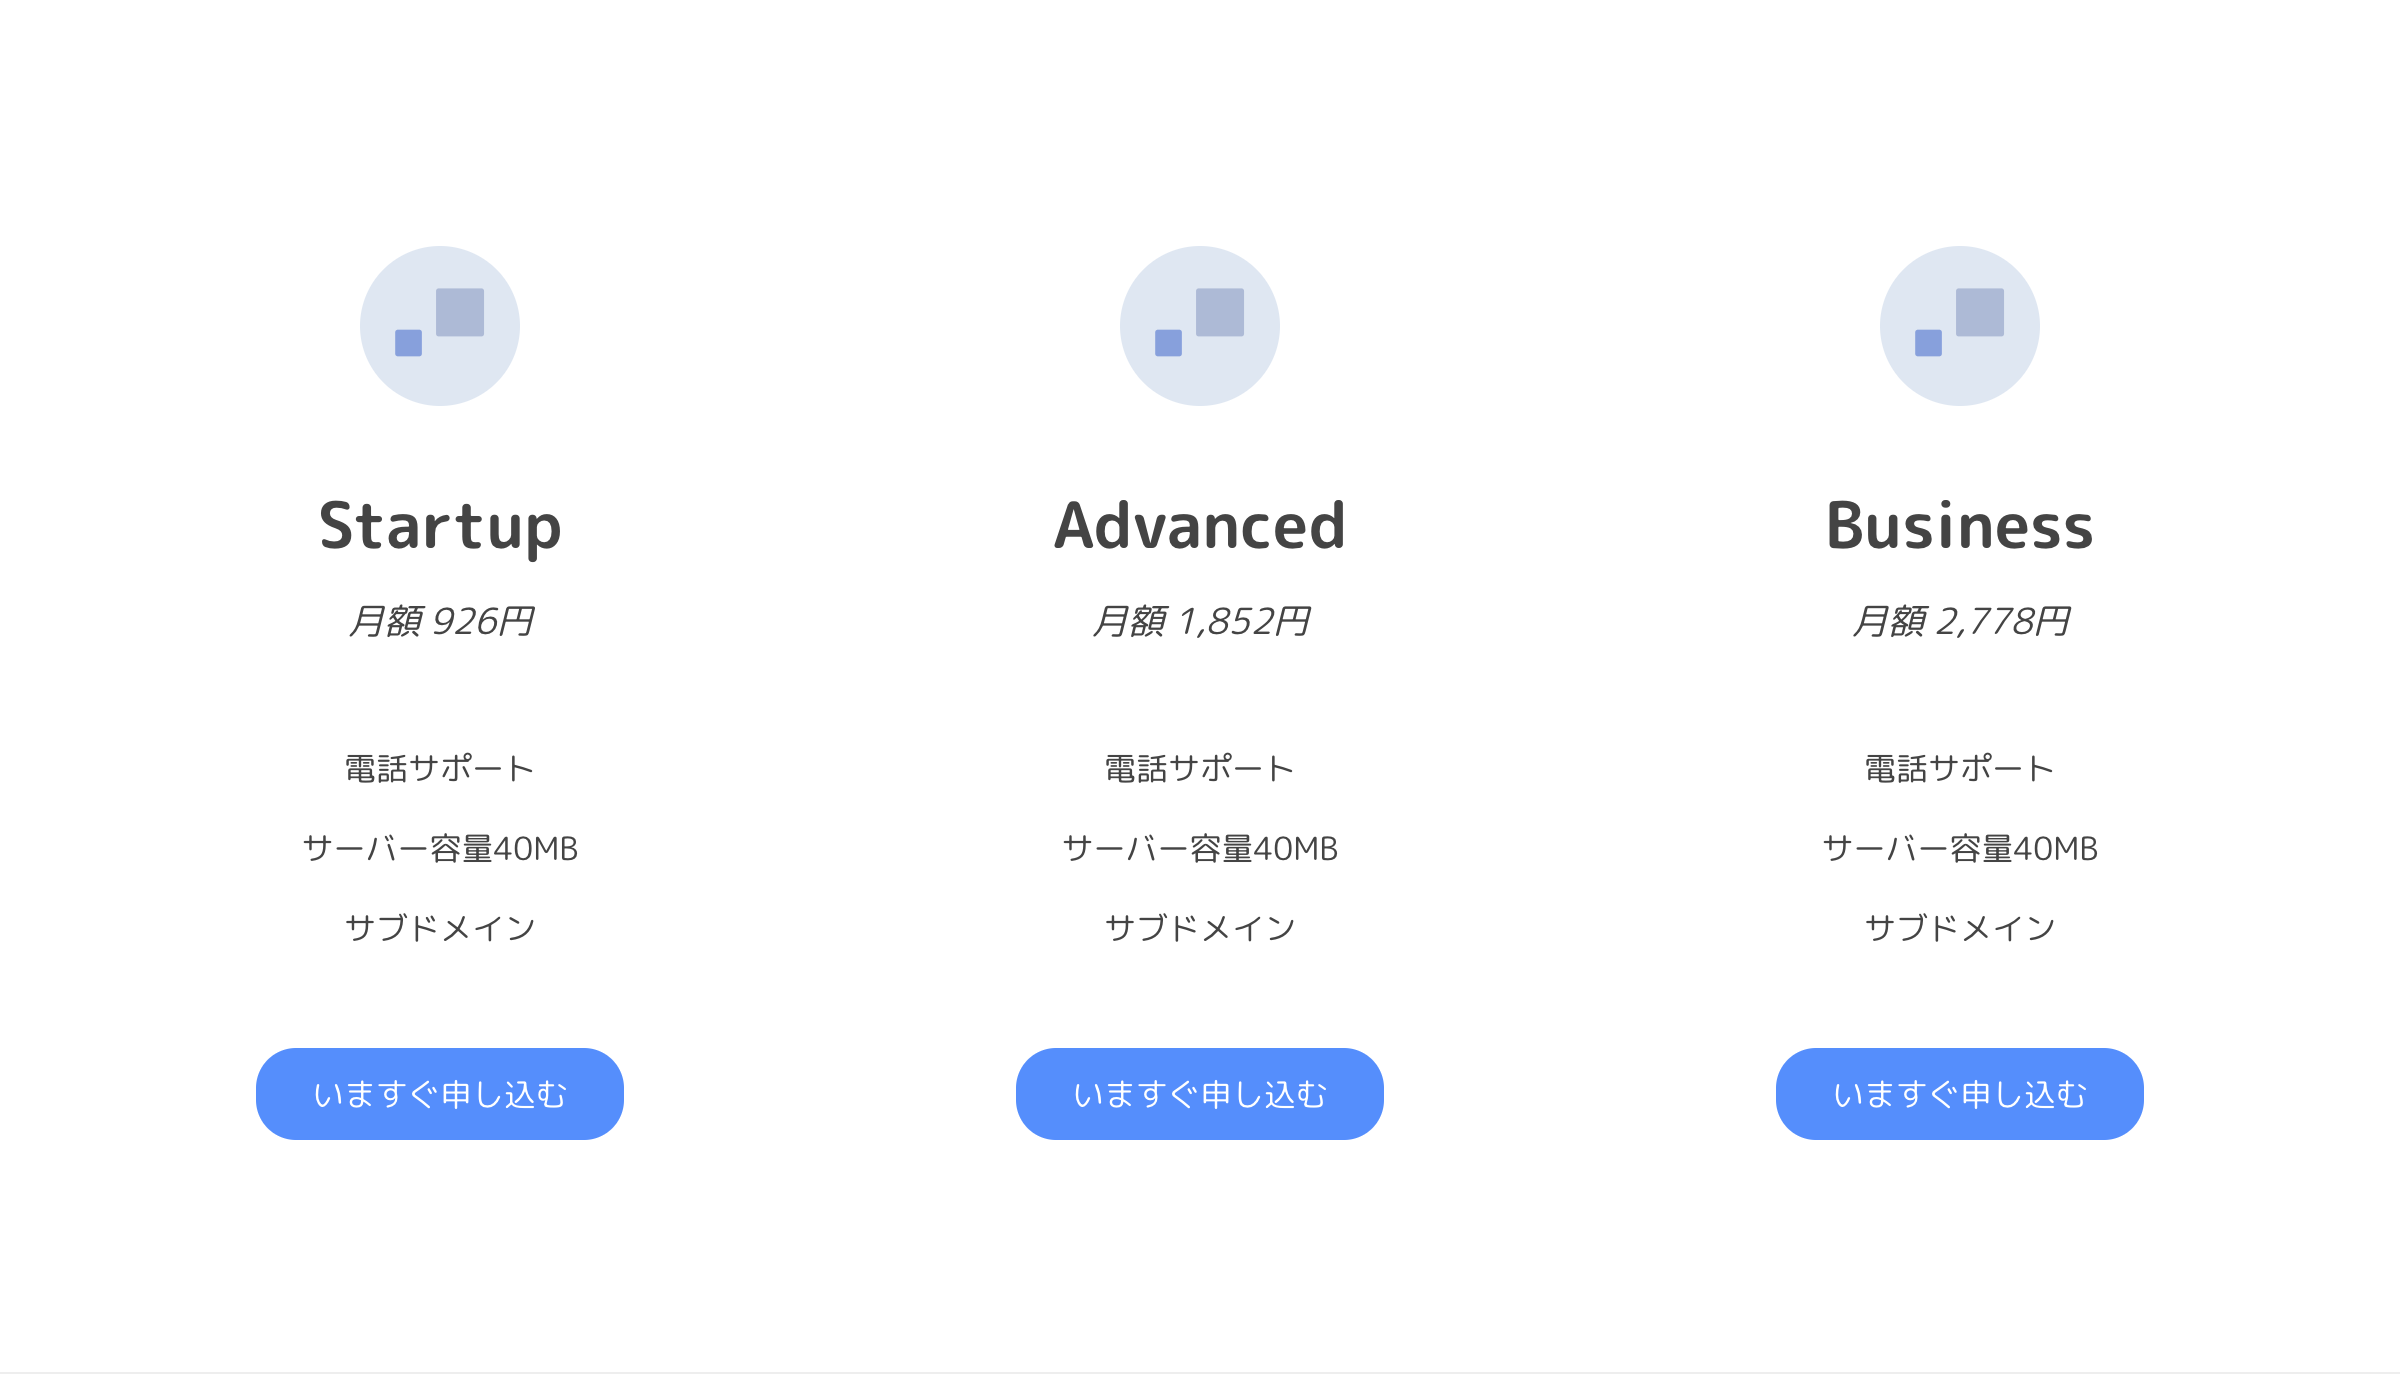 Startup
月額 926円
電話サポート
サーバー容量40MB
サブドメイン
いますぐ申し込む
Advanced
月額 1,852円
電話サポート
サーバー容量40MB
サブドメイン
いますぐ申し込む
Business
月額 2,778円
電話サポート
サーバー容量40MB
サブドメイン
いますぐ申し込む